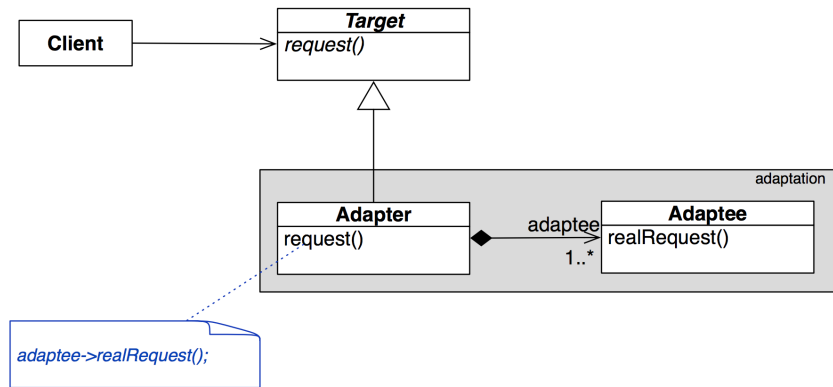 Target
Client
request()
adaptation
Adapter
Adaptee
request()
adaptee
realRequest()
1..*
adaptee->realRequest();